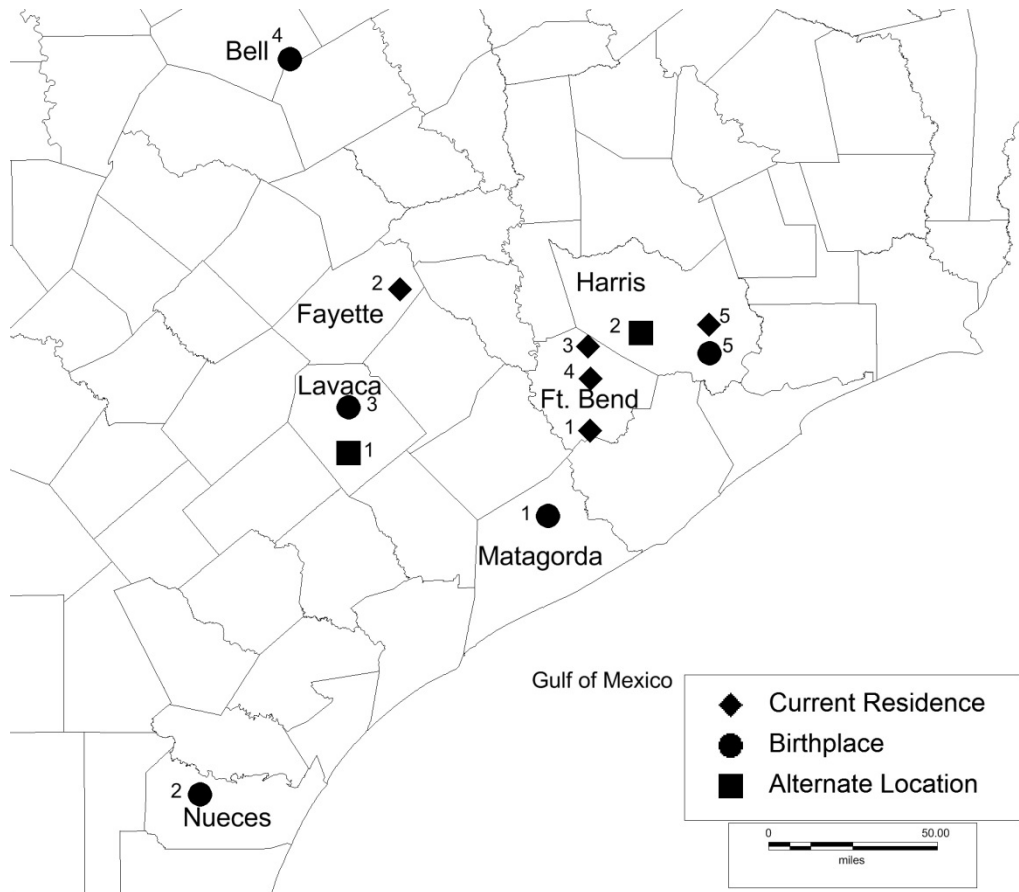 Bell 4
Harris
2
Fayette
5
2
3
5
Lavaca
4
3
Ft. Bend
1
1
1
Matagorda
Gulf of Mexico
Current Residence
Birthplace
Alternate Location
2
Nueces
0 50.00
miles